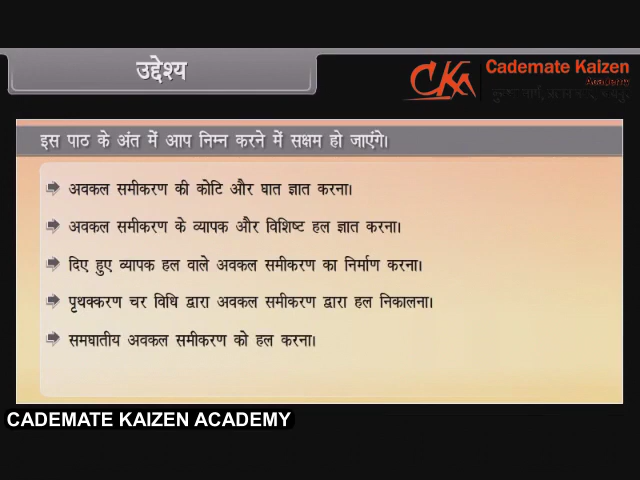 उद्देश्य
CKA
Cademate Kaizen
Academy
इस पाठ के अंत में आप निम्न करने में सक्षम हो जाएंगे।
अवकल समीकरण की कोटि और घात ज्ञात करना।
अवकल समीकरण के व्यापक और विशिष्ट हल ज्ञात करना।
दिए हुए व्यापक हल वाले अवकल समीकरण का निर्माण करना।
पृथक्करण चर विधि द्वारा अवकल समीकरण द्वारा हल निकालना।
समघातीय अवकल समीकरण को हल करना।
CADEMATE KAIZEN ACADEMY